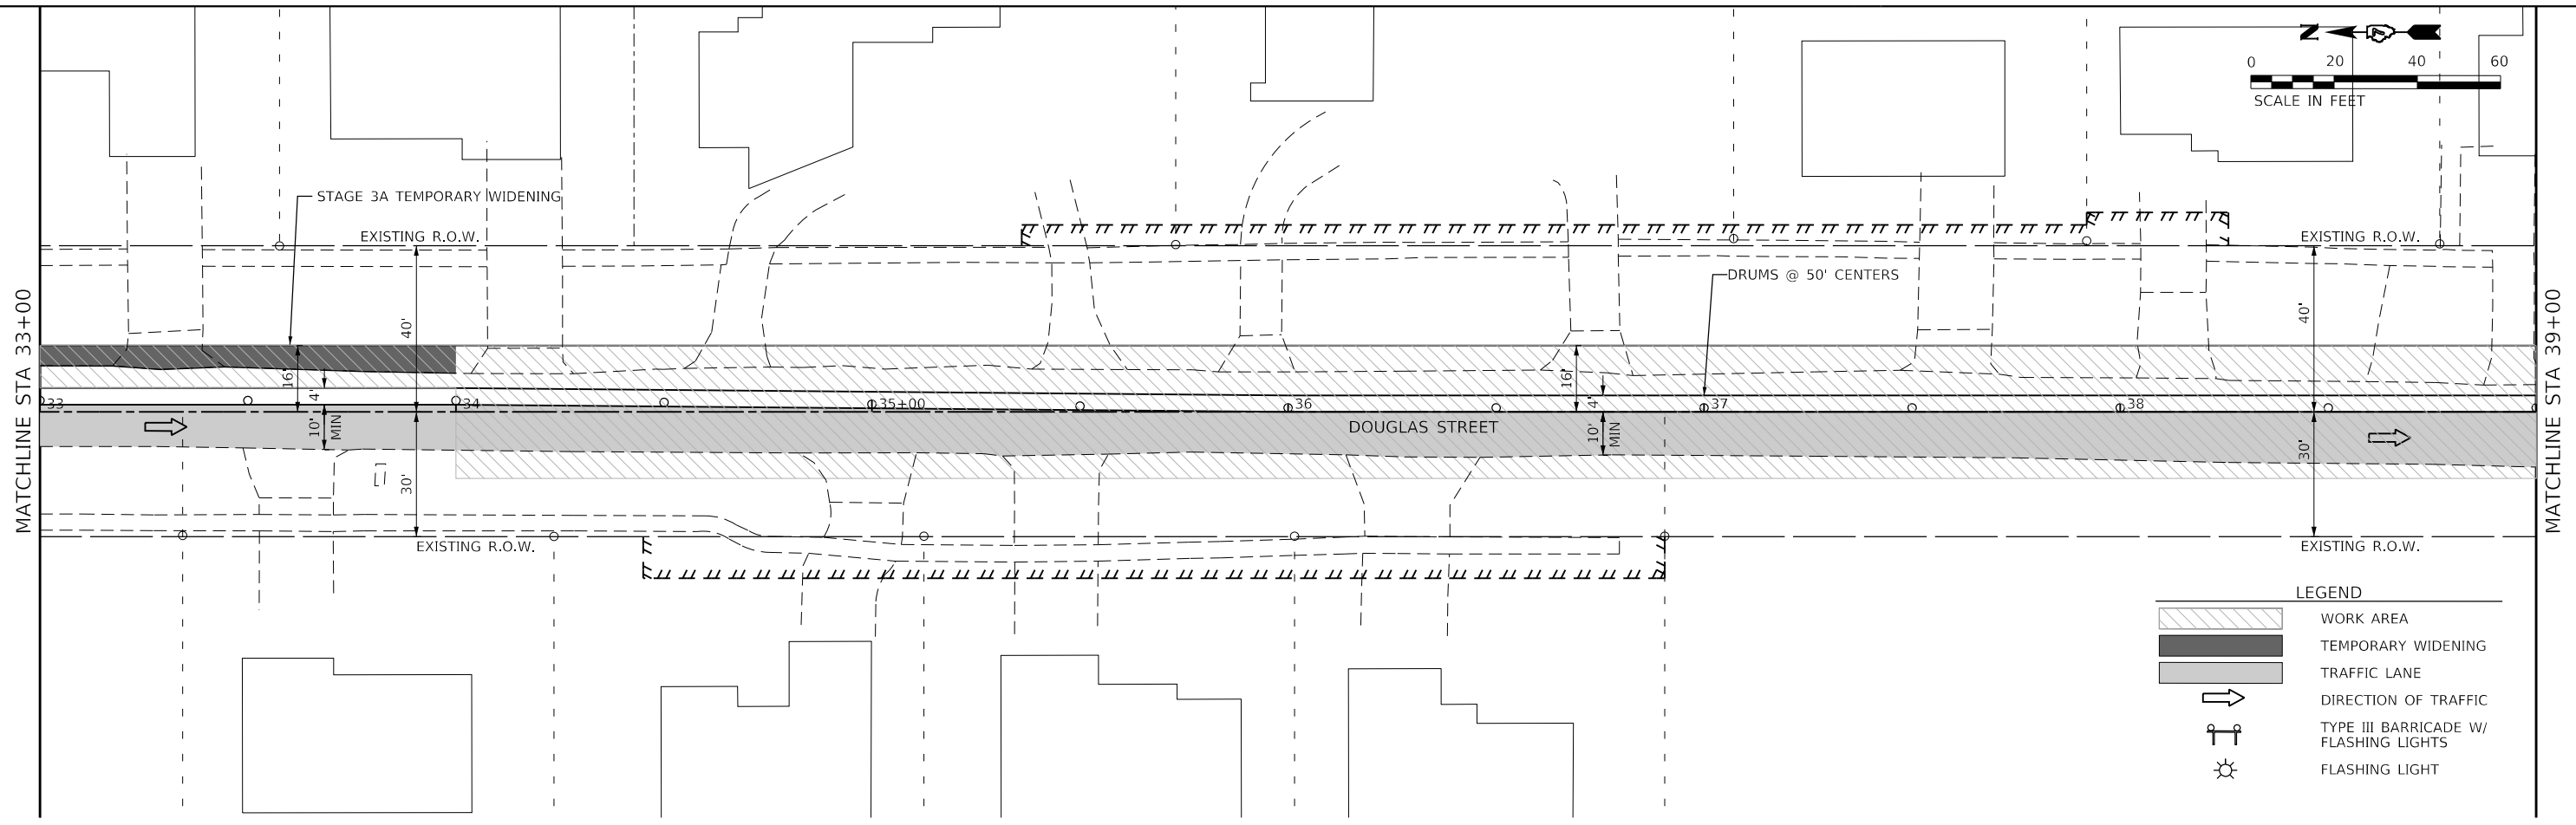 N
0 20 40 60
SCALE IN FEET
STAGE 3A TEMPORARY WIDENING
EXISTING R.O.W.
EXISTING R.O.W.
DRUMS @ 50' CENTERS
40'
40'
16'
4'
16'
4'
33
34
35+00
36
37
38
10'
MIN
DOUGLAS STREET
10'
MIN
30'
30'
EXISTING R.O.W.
EXISTING R.O.W.
MATCHLINE STA 33+00
MATCHLINE STA 39+00
LEGEND
WORK AREA
TEMPORARY WIDENING
TRAFFIC LANE
DIRECTION OF TRAFFIC
TYPE III BARRICADE W/
FLASHING LIGHTS
FLASHING LIGHT